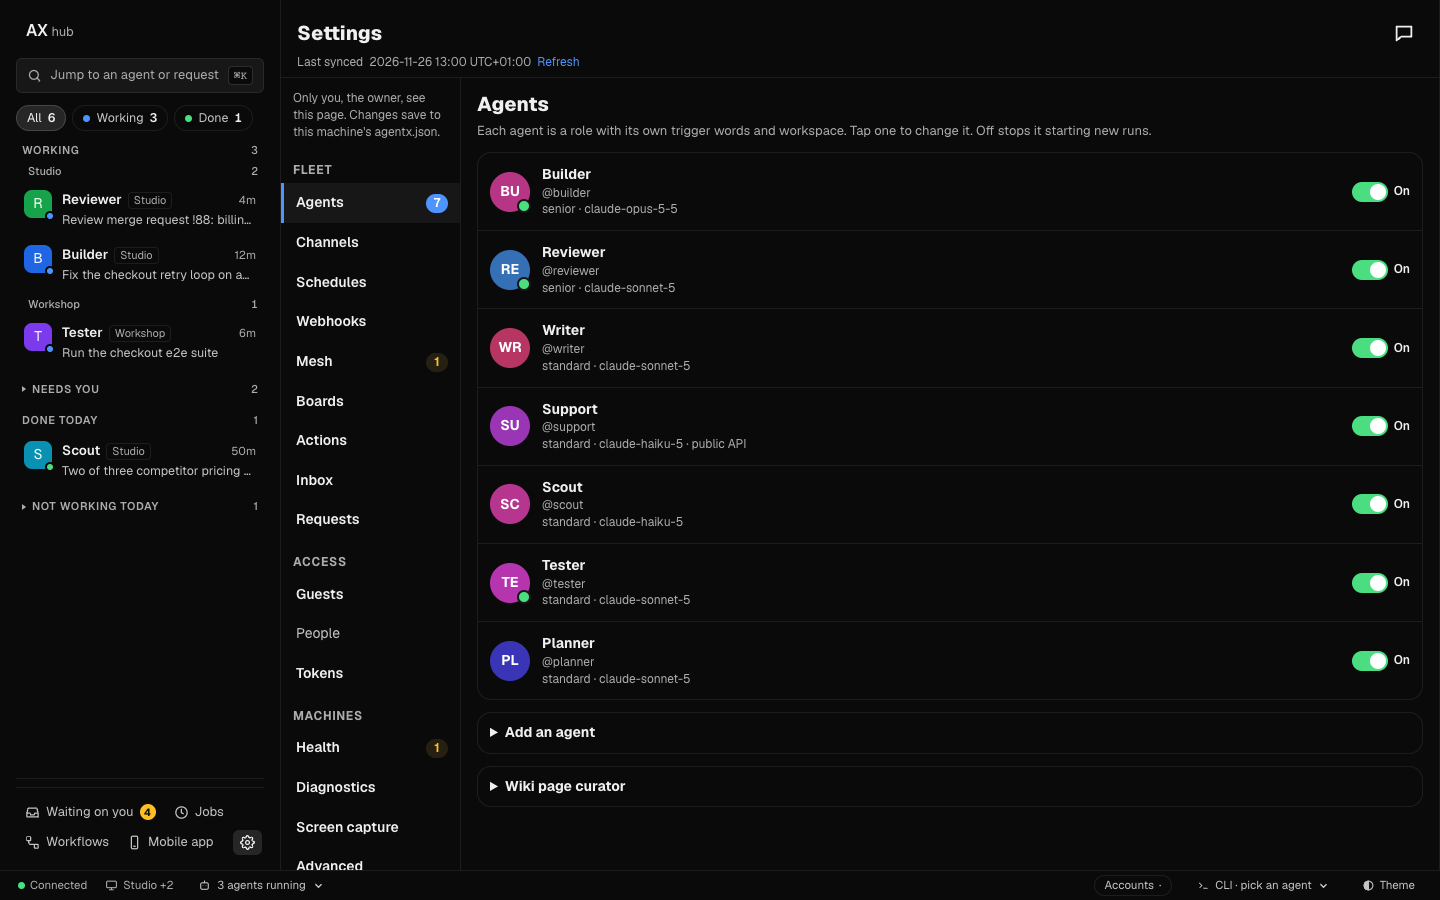 AX hub
Jump to an agent or request ⌘K
All 6
Working 3
Done 1
WORKING 3
Studio 2
R
Reviewer Studio 4m
Review merge request !88: billin…
B
Builder Studio 12m
Fix the checkout retry loop on a…
Workshop 1
T
Tester Workshop 6m
Run the checkout e2e suite
NEEDS YOU 2
DONE TODAY 1
S
Scout Studio 50m
Two of three competitor pricing …
NOT WORKING TODAY 1
Waiting on you 4
Jobs
Workflows
Mobile app
Settings
Last synced 2026-11-26 13:00 UTC+01:00 Refresh
Only you, the owner, see
this page. Changes save to
this machine's agentx.json.
FLEET
Agents 7
Channels
Schedules
Webhooks
Mesh 1
Boards
Actions
Inbox
Requests
ACCESS
Guests
People
Tokens
MACHINES
Health 1
Diagnostics
Screen capture
Advanced
Agents
Each agent is a role with its own trigger words and workspace. Tap one to change it. Off stops it starting new runs.
BU
Builder
@builder
senior · claude-opus-5-5
On
RE
Reviewer
@reviewer
senior · claude-sonnet-5
On
WR
Writer
@writer
standard · claude-sonnet-5
On
SU
Support
@support
standard · claude-haiku-5 · public API
On
SC
Scout
@scout
standard · claude-haiku-5
On
TE
Tester
@tester
standard · claude-sonnet-5
On
PL
Planner
@planner
standard · claude-sonnet-5
On
Add an agent
Wiki page curator
Connected
Studio +2
3 agents running
Accounts ·
CLI · pick an agent
Theme